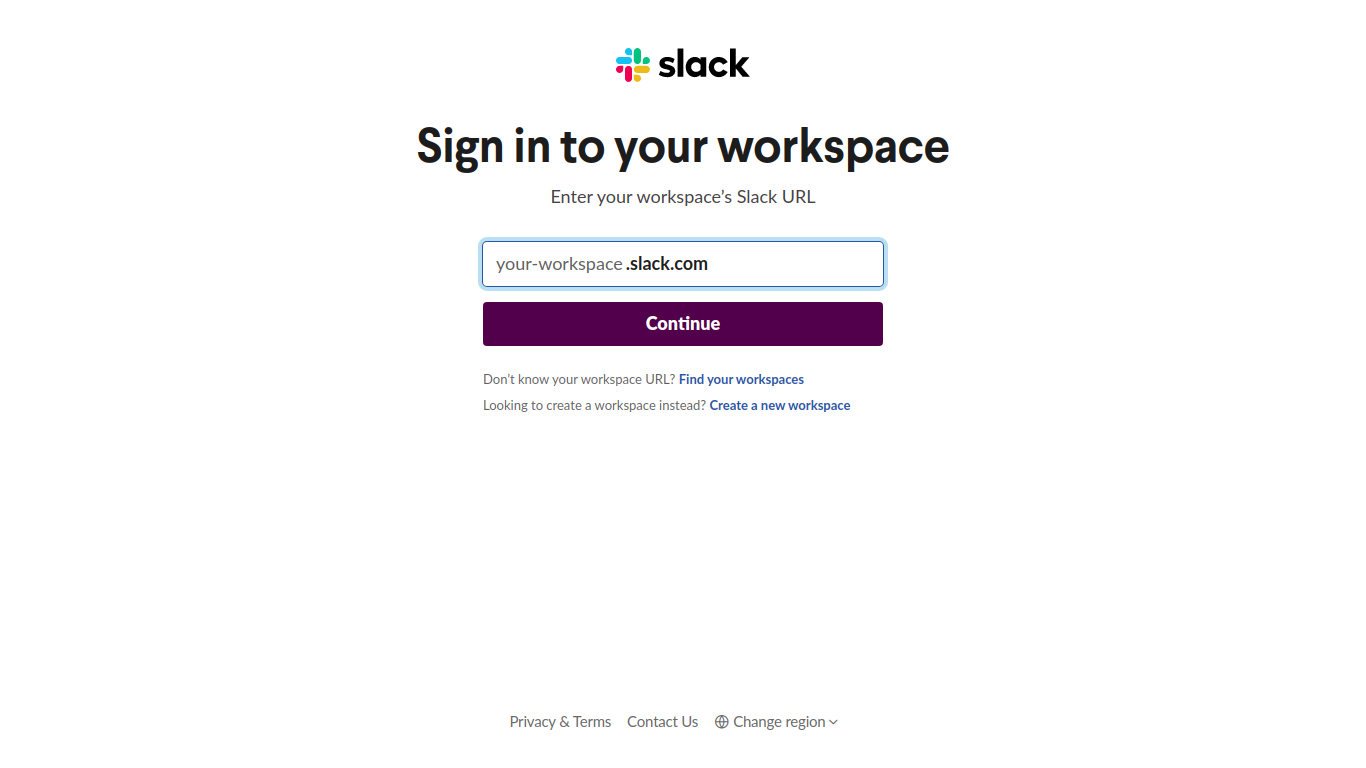 slack
Sign in to your workspace
Enter your workspace’s Slack URL
your-workspace.slack.com
Continue
Don’t know your workspace URL? Find your workspaces
Looking to create a workspace instead? Create a new workspace
Privacy & Terms Contact Us Change region